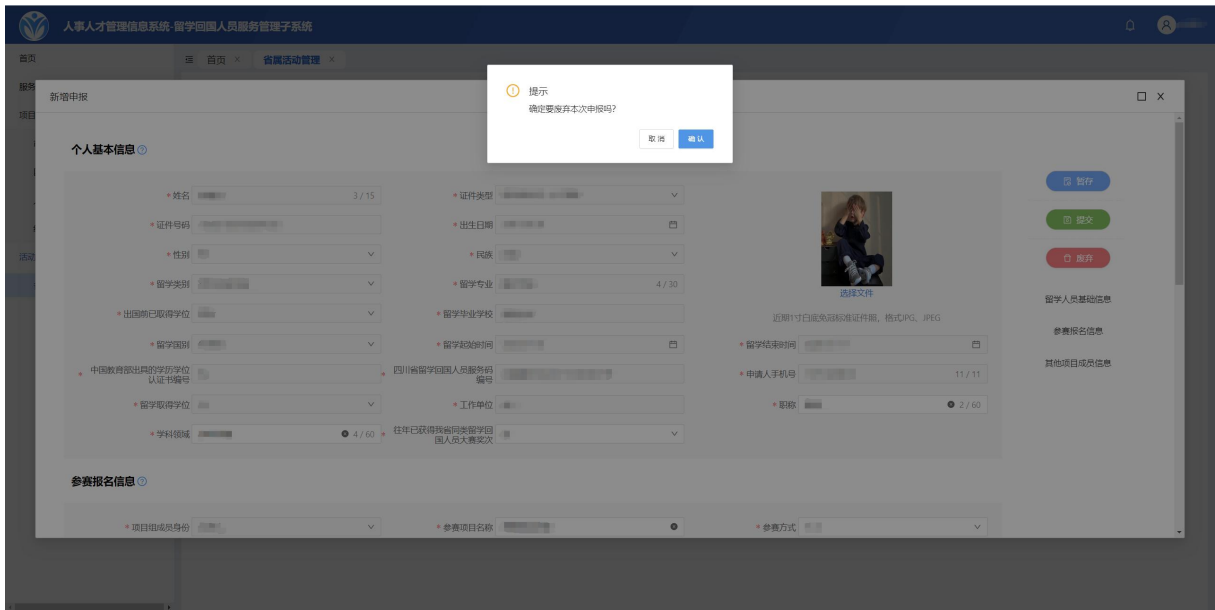 人事人才管理信息系统-留学回国人员服务管理子系统
首页
首页 ×
省属活动管理 ×
服务
项目
活动
新增申报
提示
确定要废弃本次申报吗?
取消
确认
个人基本信息
* 姓名
3 / 15
* 证件类型
* 证件号码
* 出生日期
* 性别
* 民族
* 留学类别
* 留学专业
4 / 30
选择文件
* 出国前已取得学位
* 留学毕业学校
近期1寸白底免冠标准证件照，格式JPG、JPEG
* 留学国别
* 留学起始时间
* 留学结束时间
* 中国教育部出具的学历学位
认证书编号
* 四川省留学回国人员服务码
编号
* 申请人手机号
11 / 11
* 留学取得学位
* 工作单位
* 职称
2 / 60
* 学科领域
4 / 60
* 往年已获得我省同类留学回
国人员大赛奖次
暂存
提交
废弃
留学人员基础信息
参赛报名信息
其他项目成员信息
参赛报名信息
* 项目组成员身份
* 参赛项目名称
* 参赛方式